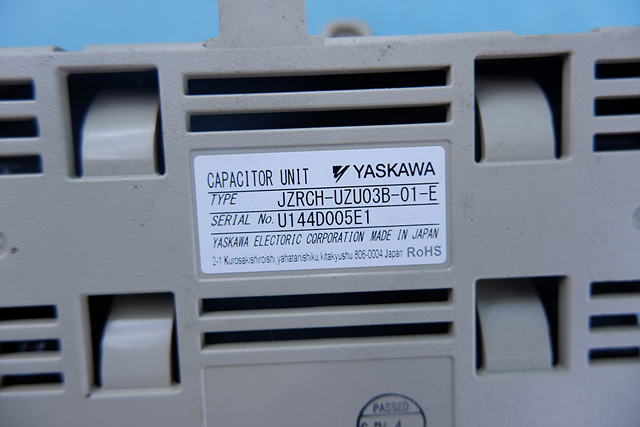 CAPACITOR UNIT YASKAWA
TYPE JZRCH-UZU03B-01-E
SERIAL No. U144D005E1
YASKAWA ELECTORIC CORPORATION MADE IN JAPAN
2-1 Kurosakishiroishi, yahatanishiku, kitakyushu 806-0004 Japan RoHS
PASSED